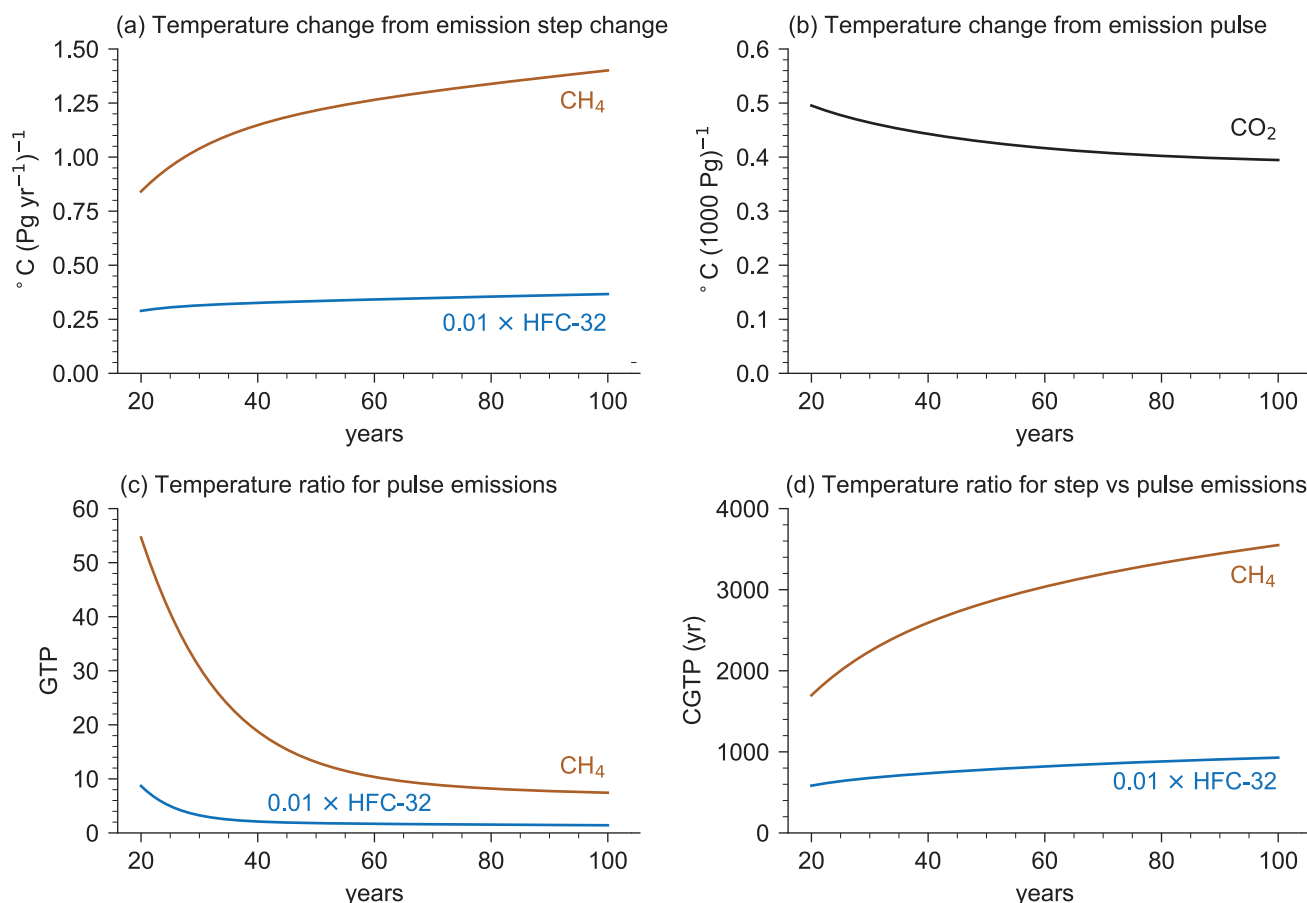 (a) Temperature change from emission step change
1.50
1.25
1.00
0.75
0.50
0.25
0.00
° C (Pg yr⁻¹)⁻¹
CH₄
0.01 × HFC-32
20 40 60 80 100
years
(b) Temperature change from emission pulse
0.6
0.5
0.4
0.3
0.2
0.1
0.0
° C (1000 Pg)⁻¹
CO₂
20 40 60 80 100
years
(c) Temperature ratio for pulse emissions
60
50
40
30
20
10
0
GTP
CH₄
0.01 × HFC-32
20 40 60 80 100
years
(d) Temperature ratio for step vs pulse emissions
4000
3000
2000
1000
0
CGTP (yr)
CH₄
0.01 × HFC-32
20 40 60 80 100
years